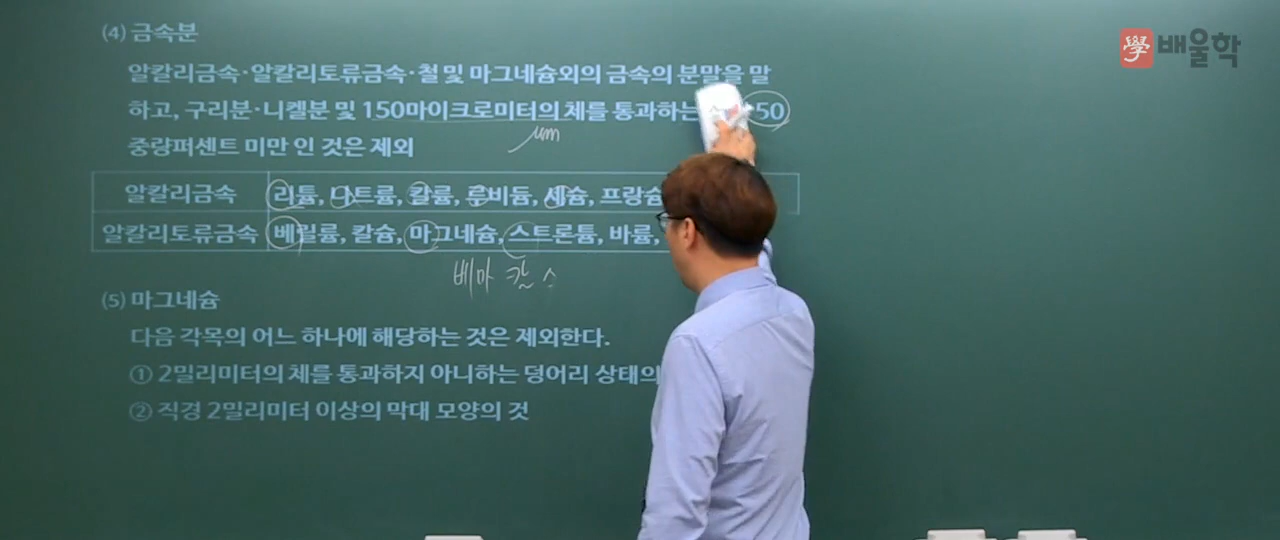 (4) 금속분
學 배울학
알칼리금속·알칼리토류금속·철 및 마그네슘외의 금속의 분말을 말
하고, 구리분·니켈분 및 150마이크로미터의 체를 통과하는 50
μm
중량퍼센트 미만 인 것은 제외
알칼리금속 리튬, 나트륨, 칼륨, 루비듐, 세슘, 프랑슘
알칼리토류금속 베릴륨, 칼슘, 마그네슘, 스트론튬, 바륨,
베마 칼 스
(5) 마그네슘
다음 각목의 어느 하나에 해당하는 것은 제외한다.
① 2밀리미터의 체를 통과하지 아니하는 덩어리 상태의
② 직경 2밀리미터 이상의 막대 모양의 것